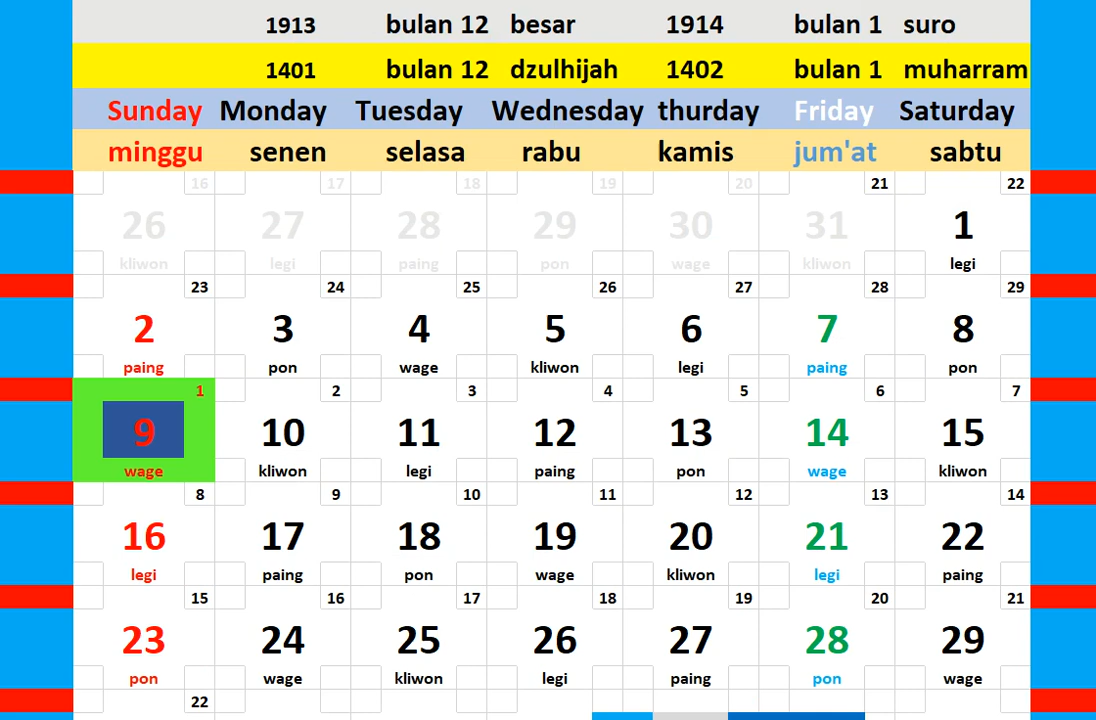 1913 bulan 12 besar 1914 bulan 1 suro
1401 bulan 12 dzulhijah 1402 bulan 1 muharram
Sunday Monday Tuesday Wednesday thurday Friday Saturday
minggu senen selasa rabu kamis jum'at sabtu
16 17 18 19 20 21 22
26 27 28 29 30 31 1
kliwon legi paing pon wage kliwon legi
23 24 25 26 27 28 29
2 3 4 5 6 7 8
paing pon wage kliwon legi paing pon
1 2 3 4 5 6 7
9 10 11 12 13 14 15
wage kliwon legi paing pon wage kliwon
8 9 10 11 12 13 14
16 17 18 19 20 21 22
legi paing pon wage kliwon legi paing
15 16 17 18 19 20 21
23 24 25 26 27 28 29
pon wage kliwon legi paing pon wage
22